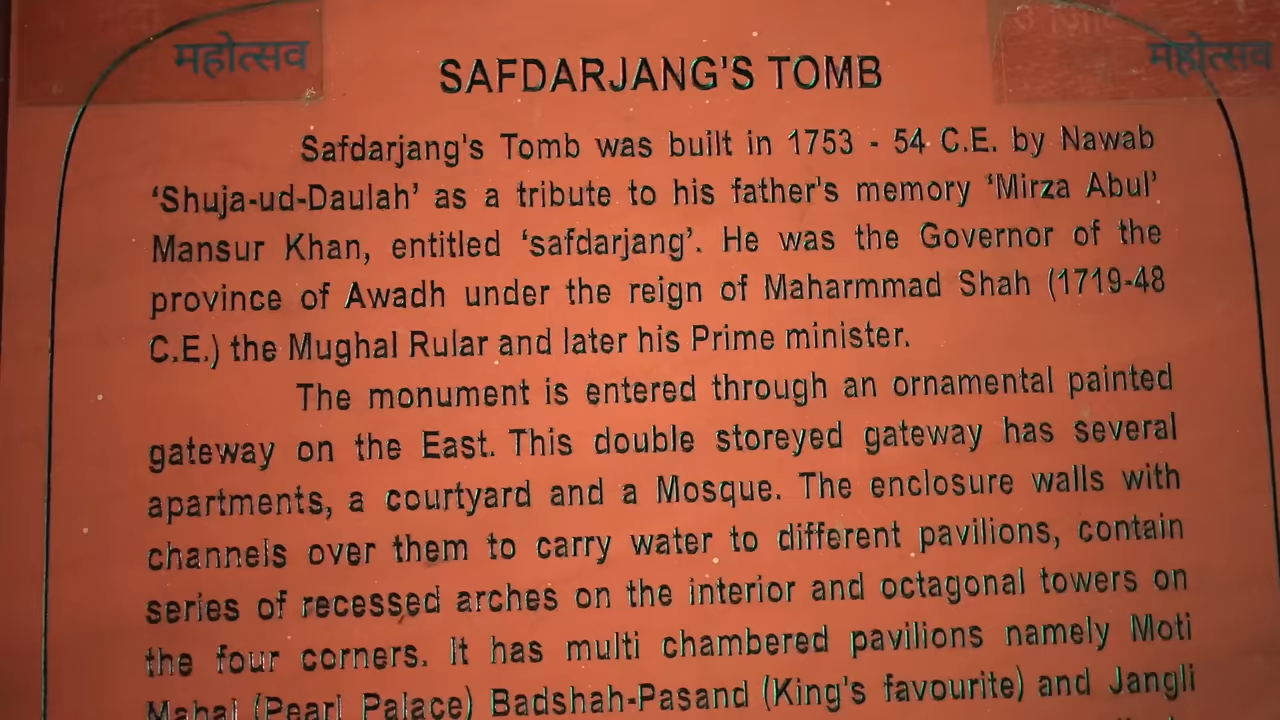 महोत्सव
महोत्सव
SAFDARJANG'S TOMB
Safdarjang's Tomb was built in 1753 - 54 C.E. by Nawab
‘Shuja-ud-Daulah’ as a tribute to his father's memory ‘Mirza Abul’
Mansur Khan, entitled ‘safdarjang’. He was the Governor of the
province of Awadh under the reign of Maharmmad Shah (1719-48
C.E.) the Mughal Rular and later his Prime minister.
The monument is entered through an ornamental painted
gateway on the East. This double storeyed gateway has several
apartments, a courtyard and a Mosque. The enclosure walls with
channels over them to carry water to different pavilions, contain
series of recessed arches on the interior and octagonal towers on
the four corners. It has multi chambered pavilions namely Moti
Mahal (Pearl Palace) Badshah-Pasand (King's favourite) and Jangli